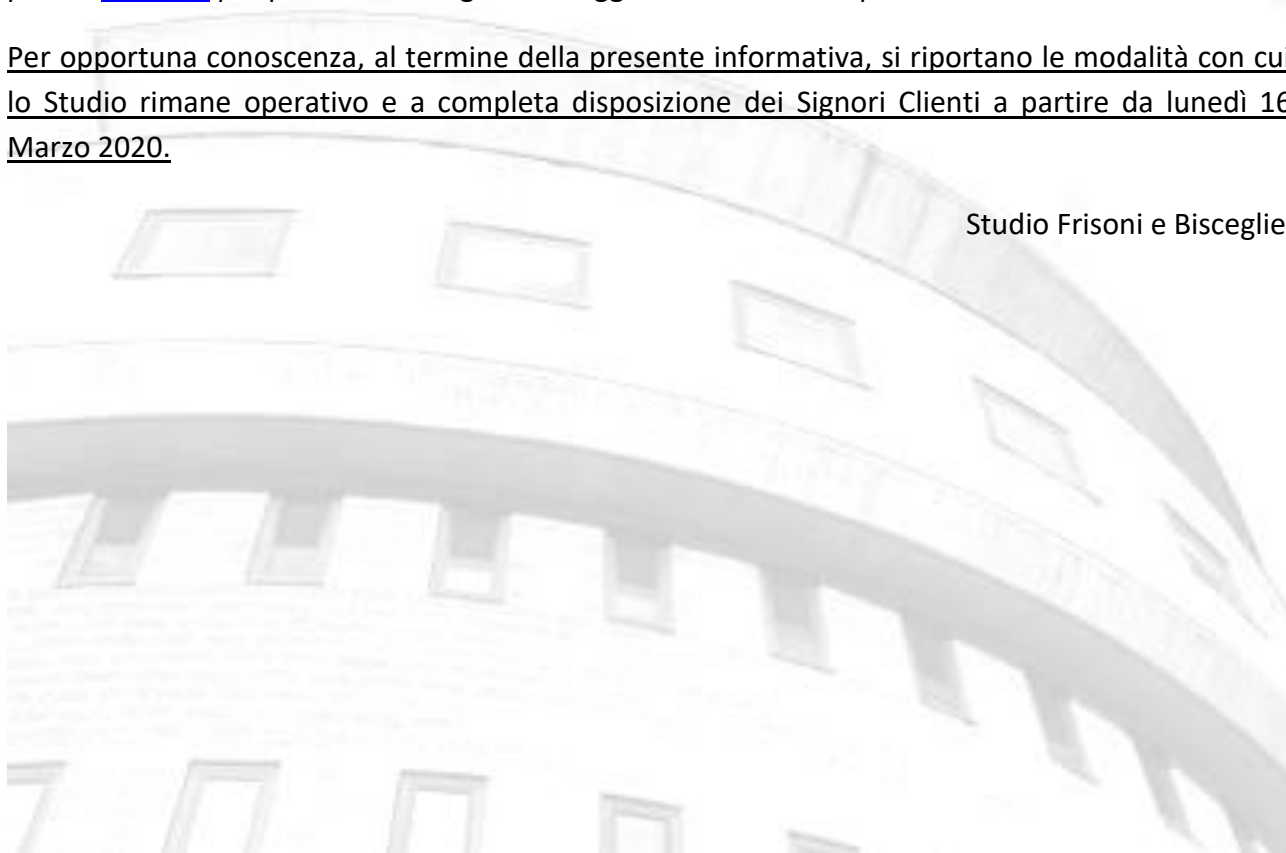 Per opportuna conoscenza, al termine della presente informativa, si riportano le modalità con cui
lo Studio rimane operativo e a completa disposizione dei Signori Clienti a partire da lunedì 16
Marzo 2020.
Studio Frisoni e Bisceglie